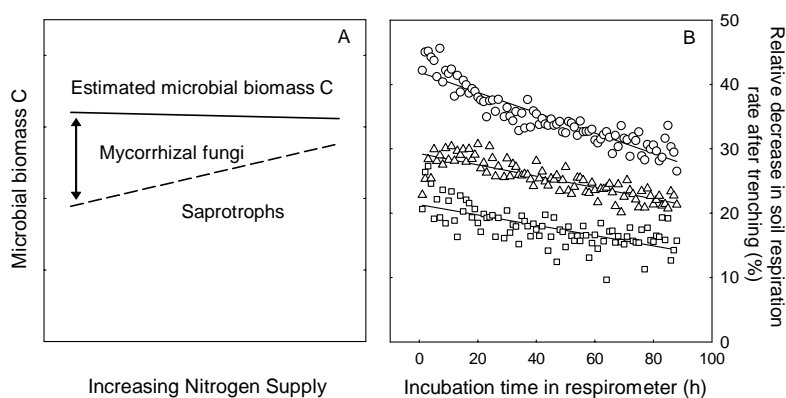 A
Estimated microbial biomass C
Mycorrhizal fungi
Saprotrophs
Microbial biomass C
Increasing Nitrogen Supply
B
50
40
30
20
10
0
0 20 40 60 80 100
Incubation time in respirometer (h)
Relative decrease in soil respiration
rate after trenching (%)